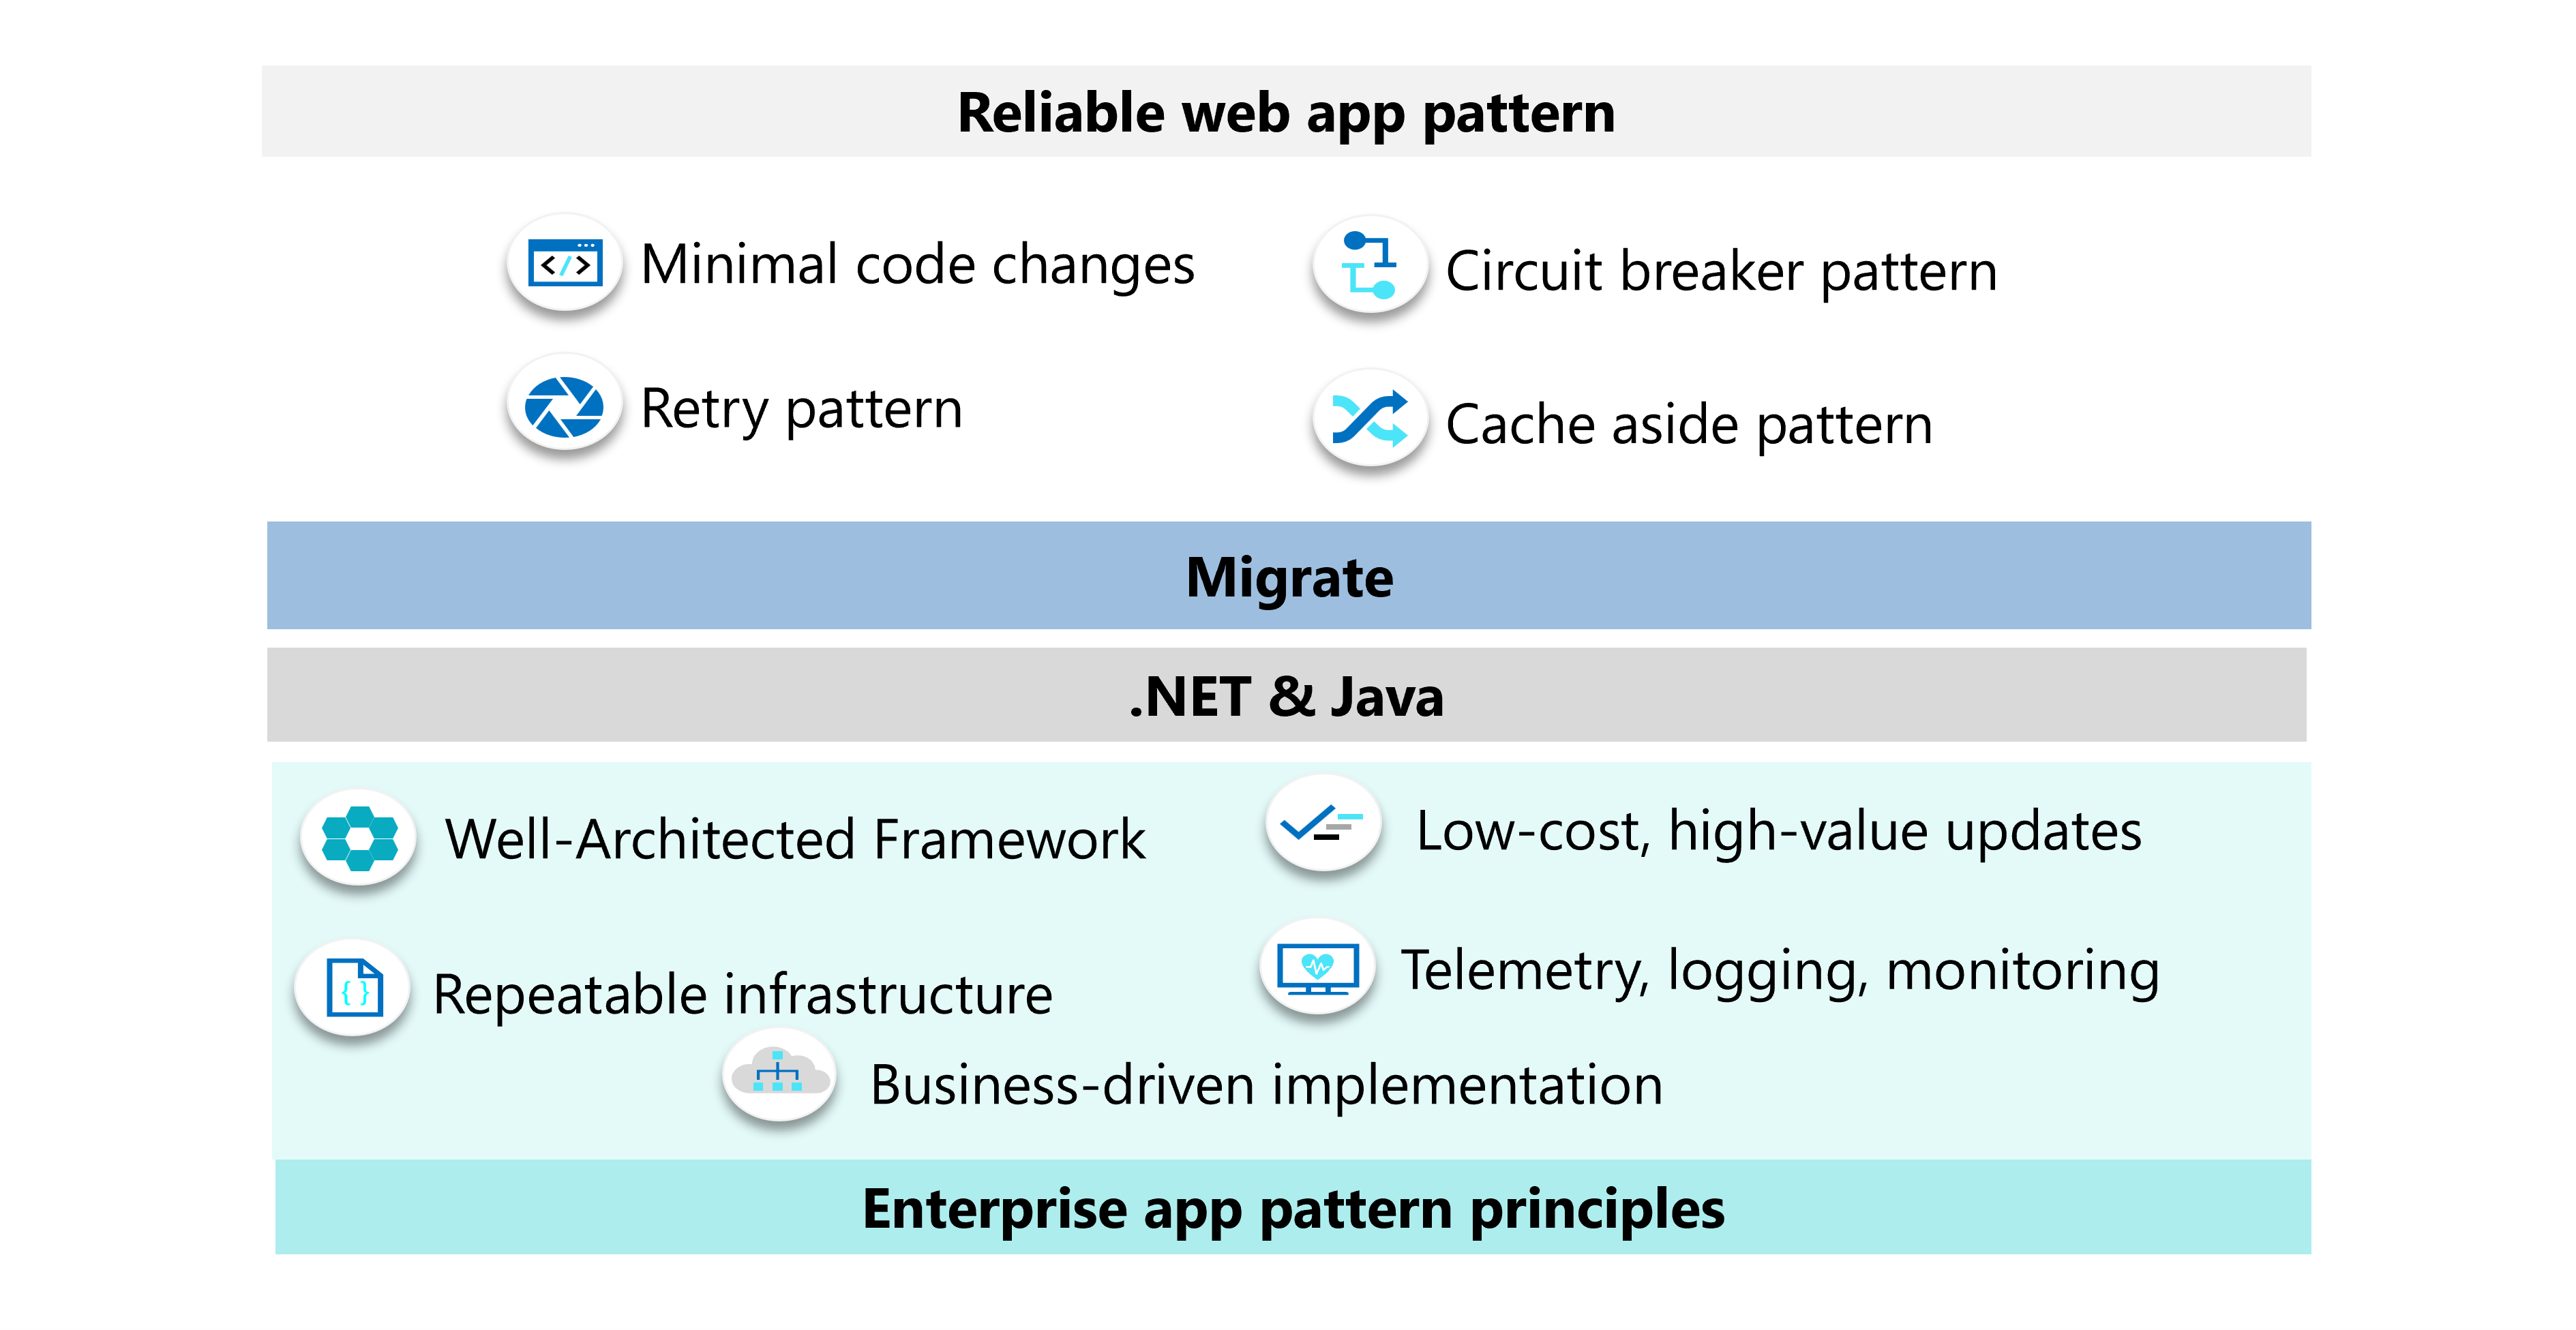 Reliable web app pattern
Minimal code changes
Circuit breaker pattern
Retry pattern
Cache aside pattern
Migrate
.NET & Java
Well-Architected Framework
Low-cost, high-value updates
Repeatable infrastructure
Telemetry, logging, monitoring
Business-driven implementation
Enterprise app pattern principles